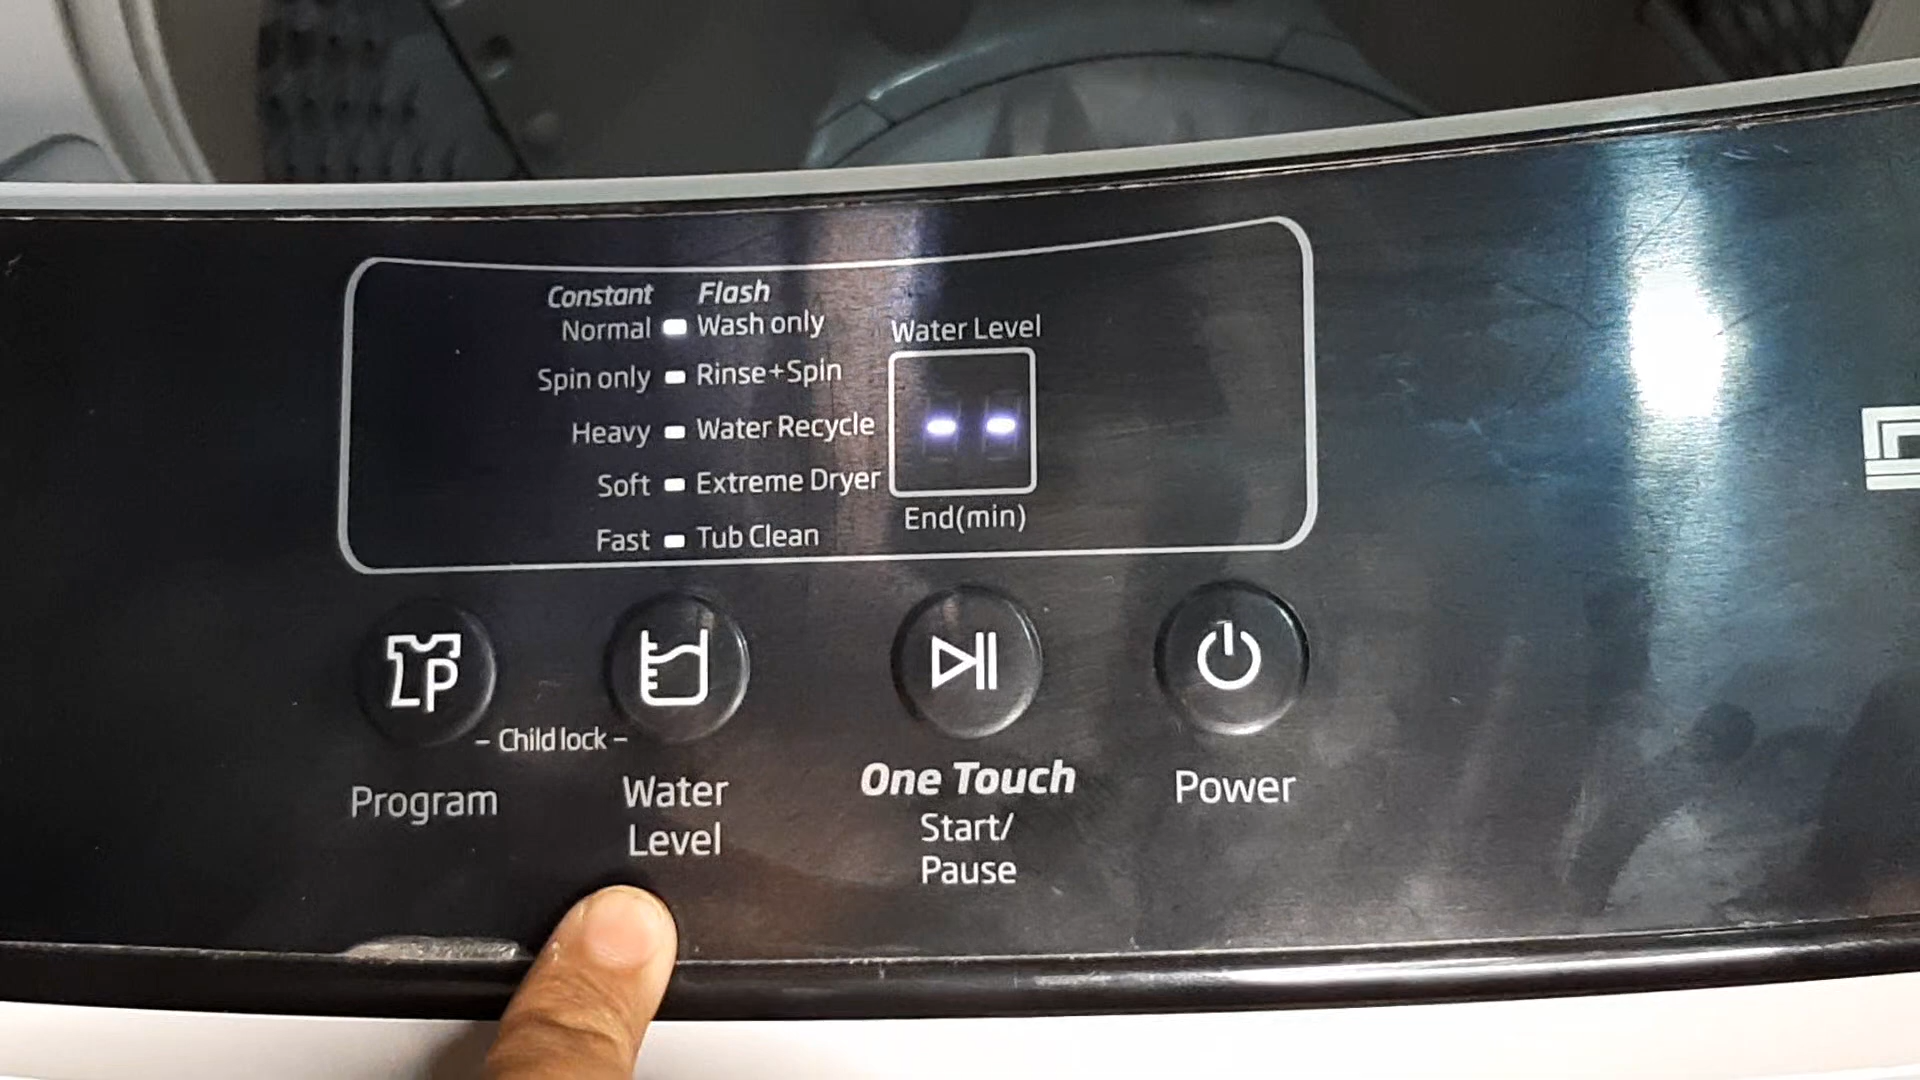 Constant Flash
Normal Wash only
Spin only Rinse+Spin
Heavy Water Recycle
Soft Extreme Dryer
Fast Tub Clean
Water Level
--
End(min)
P
- Child lock -
Program
Water
Level
One Touch
Start/
Pause
Power